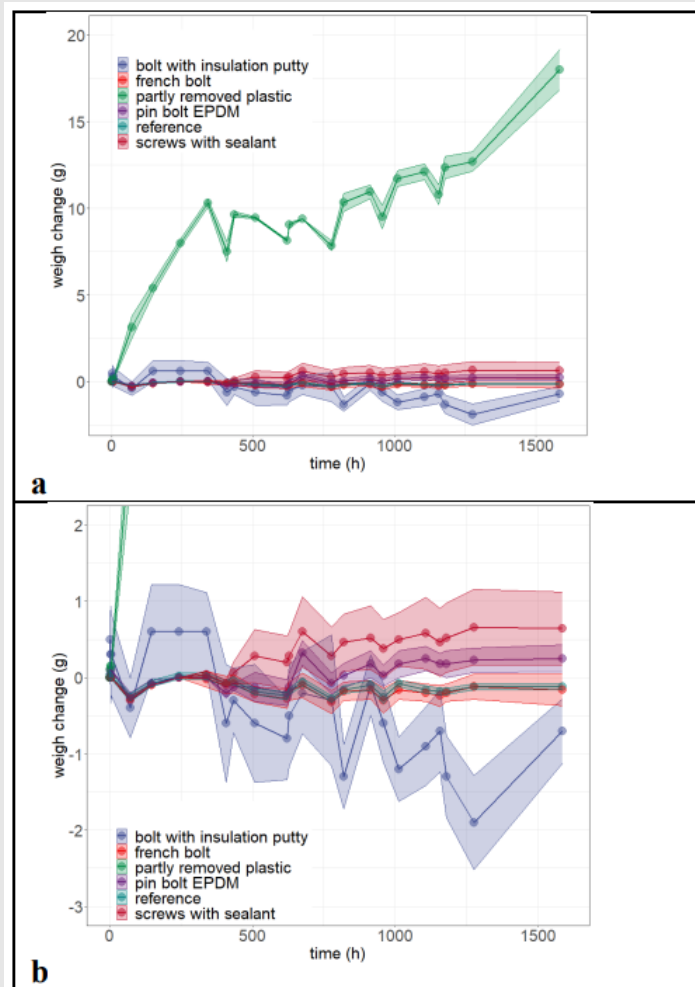 20
15
10
5
0
weigh change (g)
bolt with insulation putty
french bolt
partly removed plastic
pin bolt EPDM
reference
screws with sealant
0 500 1000 1500
time (h)
a
2
1
0
-1
-2
-3
weigh change (g)
bolt with insulation putty
french bolt
partly removed plastic
pin bolt EPDM
reference
screws with sealant
0 500 1000 1500
time (h)
b